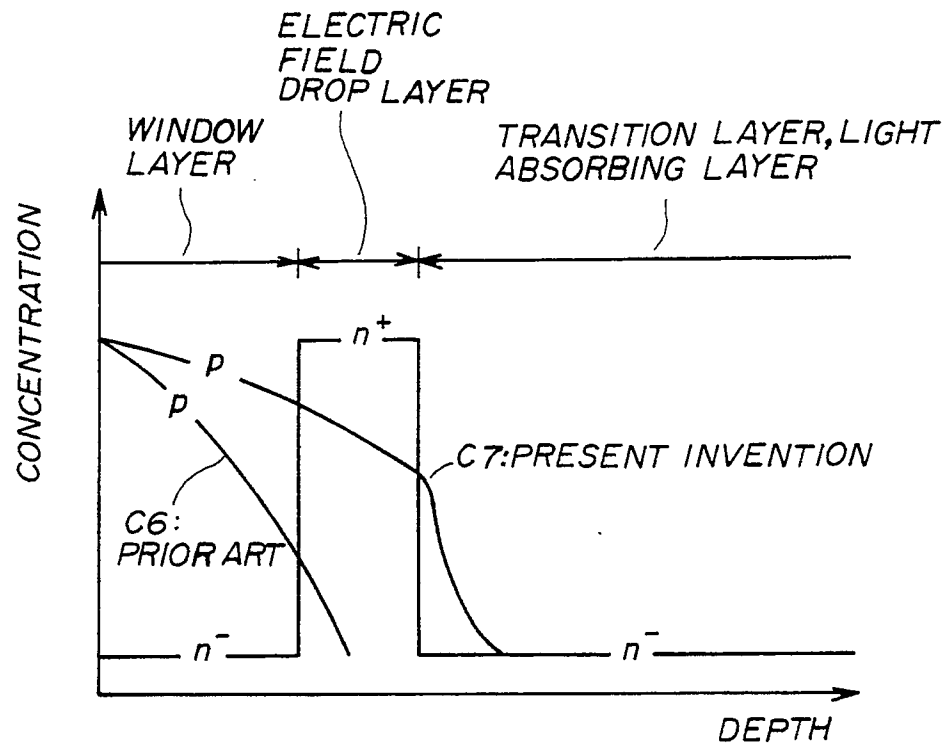 ELECTRIC
FIELD
DROP LAYER
WINDOW
LAYER
TRANSITION LAYER, LIGHT
ABSORBING LAYER
CONCENTRATION
n+
p
p
C7:PRESENT INVENTION
C6:
PRIOR ART
n-
n-
DEPTH